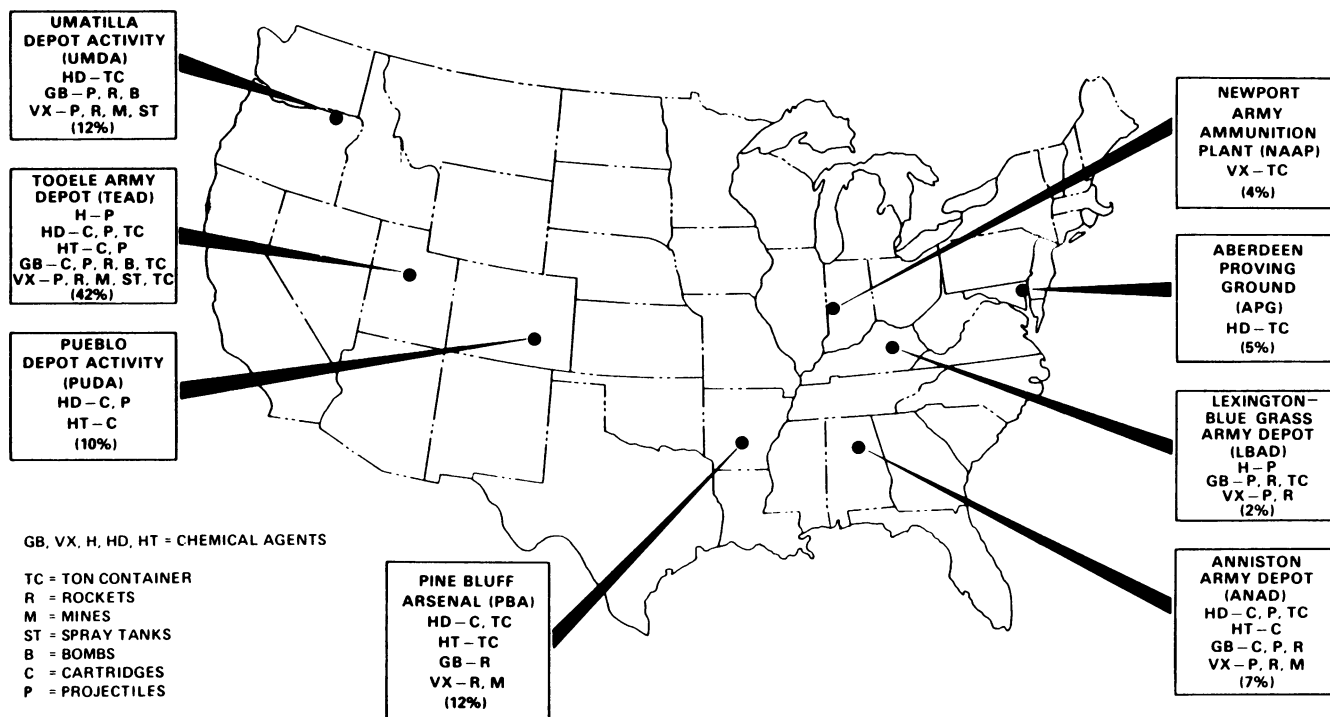 UMATILLA
DEPOT ACTIVITY
(UMDA)
HD – TC
GB – P, R, B
VX – P, R, M, ST
(12%)
TOOELE ARMY
DEPOT (TEAD)
H – P
HD – C, P, TC
HT – C, P
GB – C, P, R, B, TC
VX – P, R, M, ST, TC
(42%)
PUEBLO
DEPOT ACTIVITY
(PUDA)
HD – C, P
HT – C
(10%)
GB, VX, H, HD, HT = CHEMICAL AGENTS
TC = TON CONTAINER
R = ROCKETS
M = MINES
ST = SPRAY TANKS
B = BOMBS
C = CARTRIDGES
P = PROJECTILES
PINE BLUFF
ARSENAL (PBA)
HD – C, TC
HT – TC
GB – R
VX – R, M
(12%)
NEWPORT
ARMY
AMMUNITION
PLANT (NAAP)
VX – TC
(4%)
ABERDEEN
PROVING
GROUND
(APG)
HD – TC
(5%)
LEXINGTON–
BLUE GRASS
ARMY DEPOT
(LBAD)
H – P
GB – P, R, TC
VX – P, R
(2%)
ANNISTON
ARMY DEPOT
(ANAD)
HD – C, P, TC
HT – C
GB – C, P, R
VX – P, R, M
(7%)